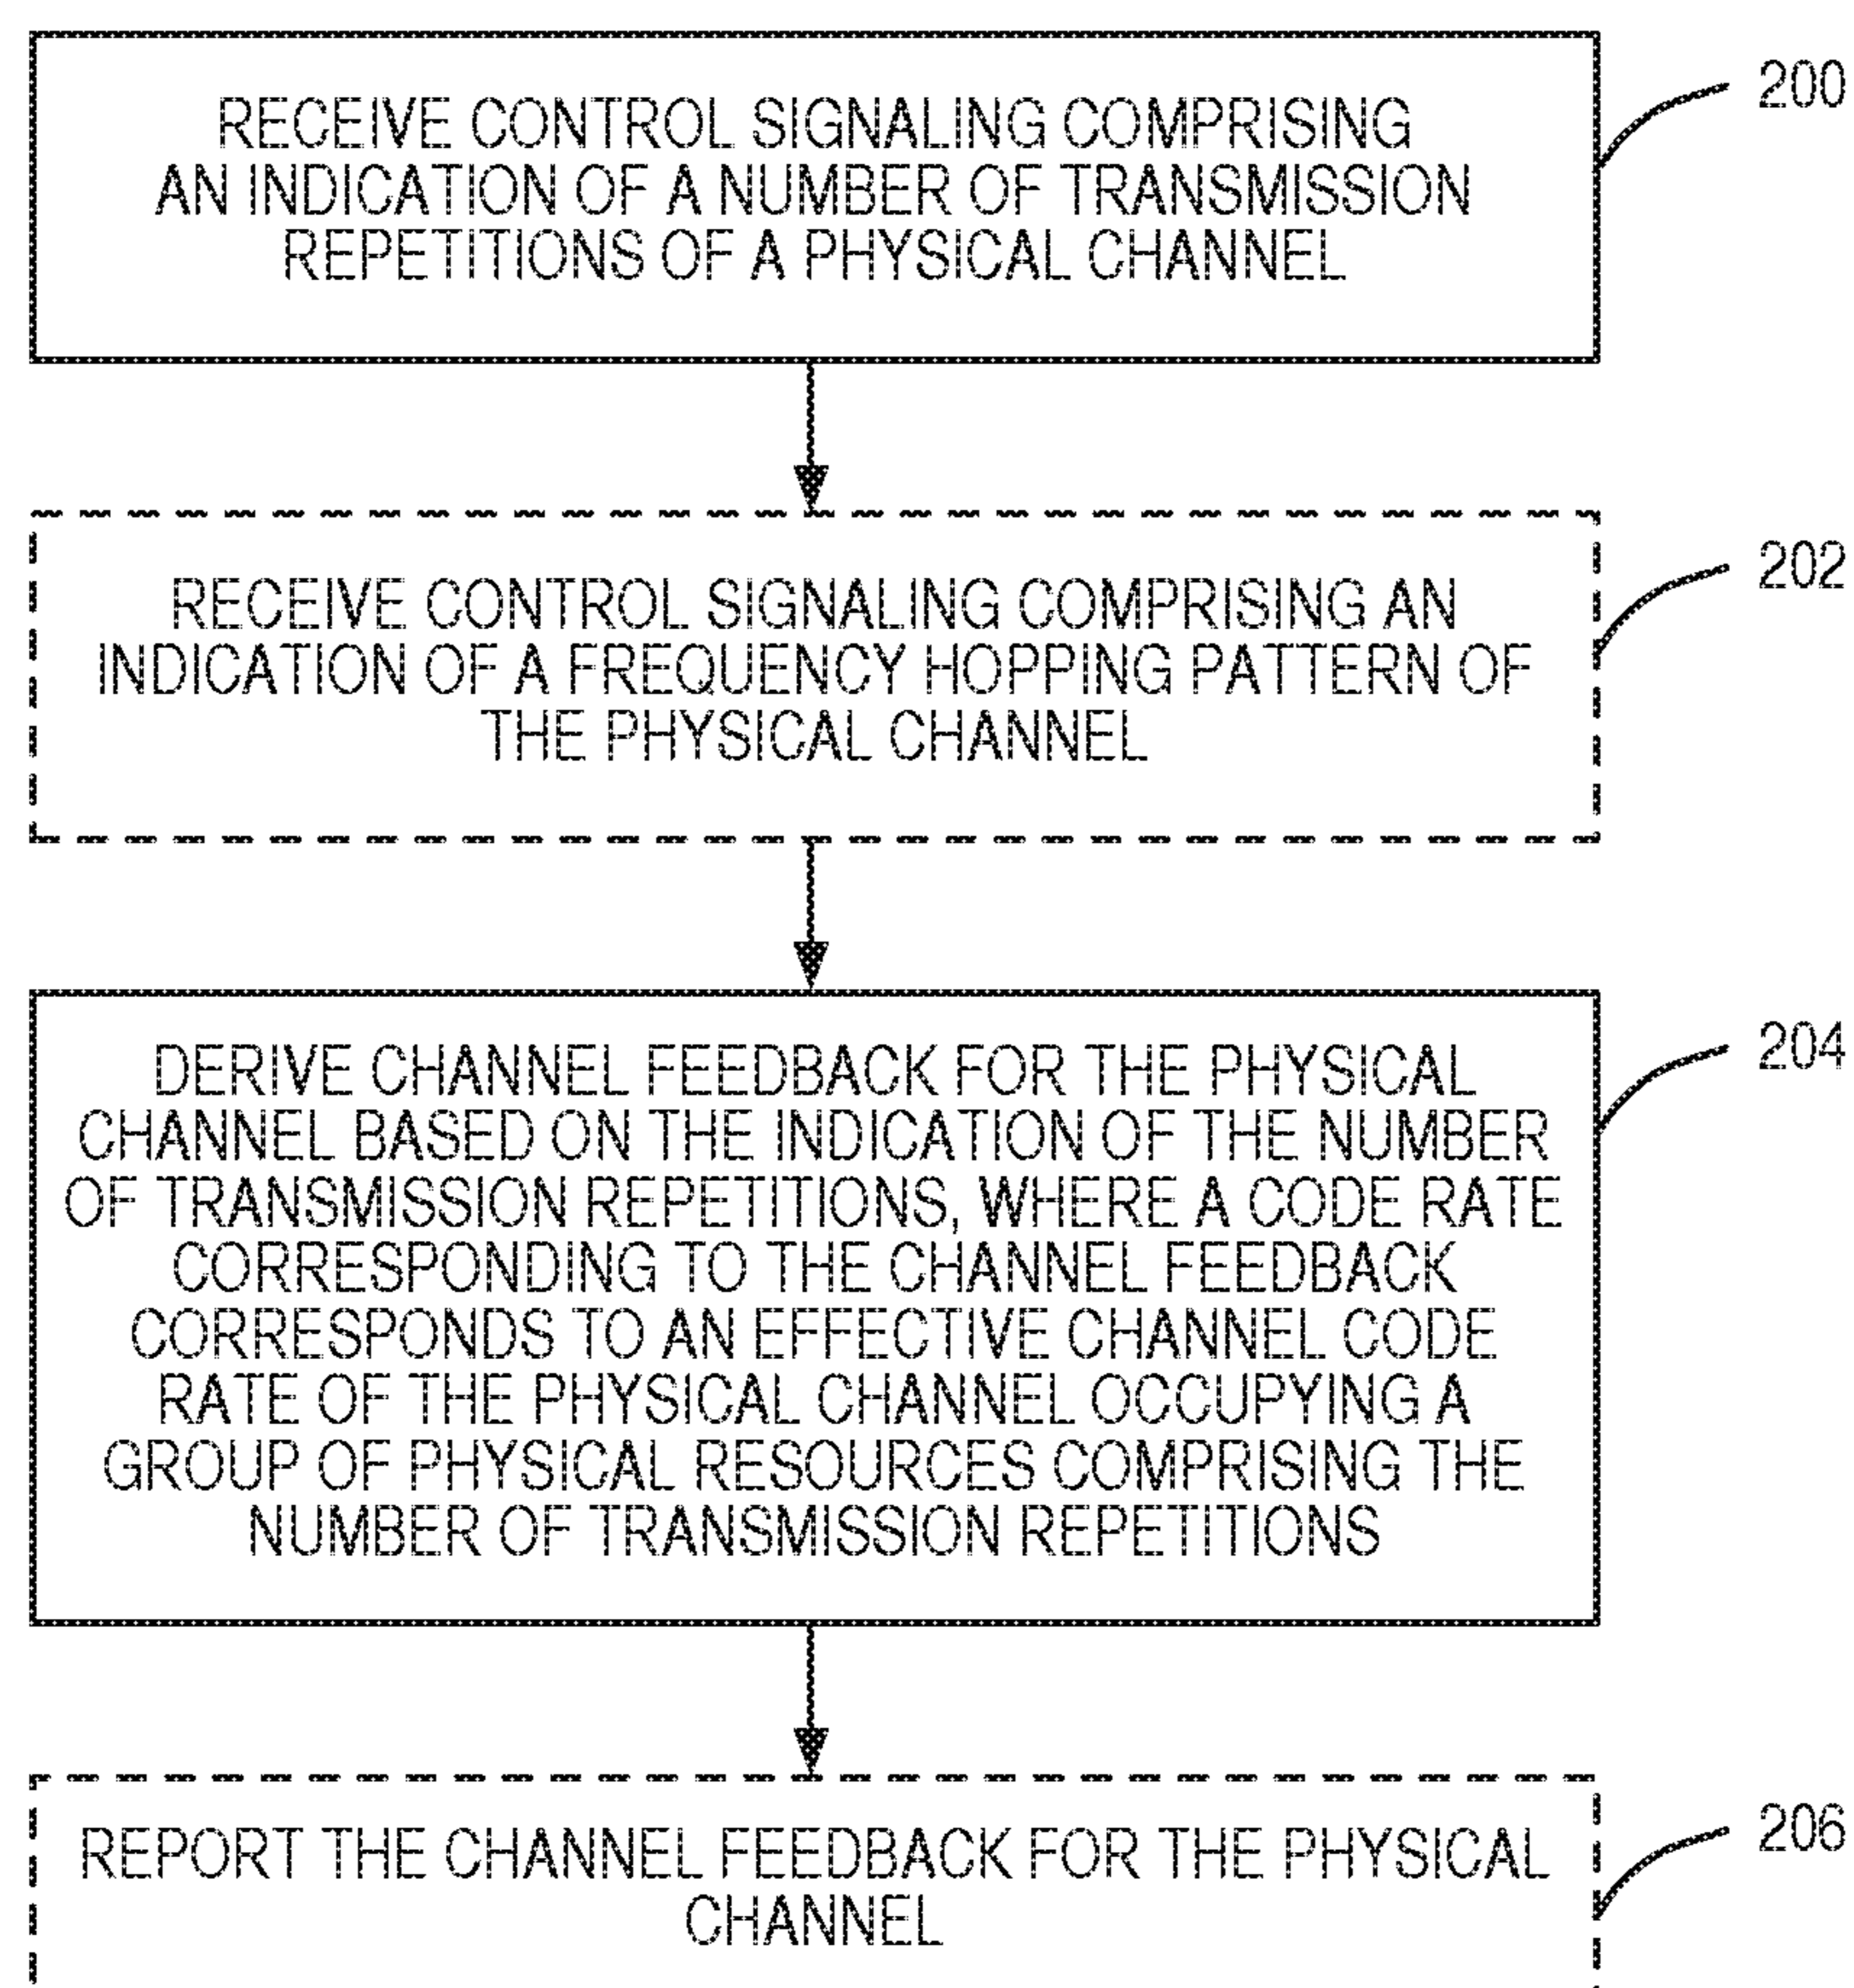 RECEIVE CONTROL SIGNALING COMPRISING
AN INDICATION OF A NUMBER OF TRANSMISSION
REPETITIONS OF A PHYSICAL CHANNEL
200
RECEIVE CONTROL SIGNALING COMPRISING AN
INDICATION OF A FREQUENCY HOPPING PATTERN OF
THE PHYSICAL CHANNEL
202
DERIVE CHANNEL FEEDBACK FOR THE PHYSICAL
CHANNEL BASED ON THE INDICATION OF THE NUMBER
OF TRANSMISSION REPETITIONS, WHERE A CODE RATE
CORRESPONDING TO THE CHANNEL FEEDBACK
CORRESPONDS TO AN EFFECTIVE CHANNEL CODE
RATE OF THE PHYSICAL CHANNEL OCCUPYING A
GROUP OF PHYSICAL RESOURCES COMPRISING THE
NUMBER OF TRANSMISSION REPETITIONS
204
REPORT THE CHANNEL FEEDBACK FOR THE PHYSICAL
CHANNEL
206